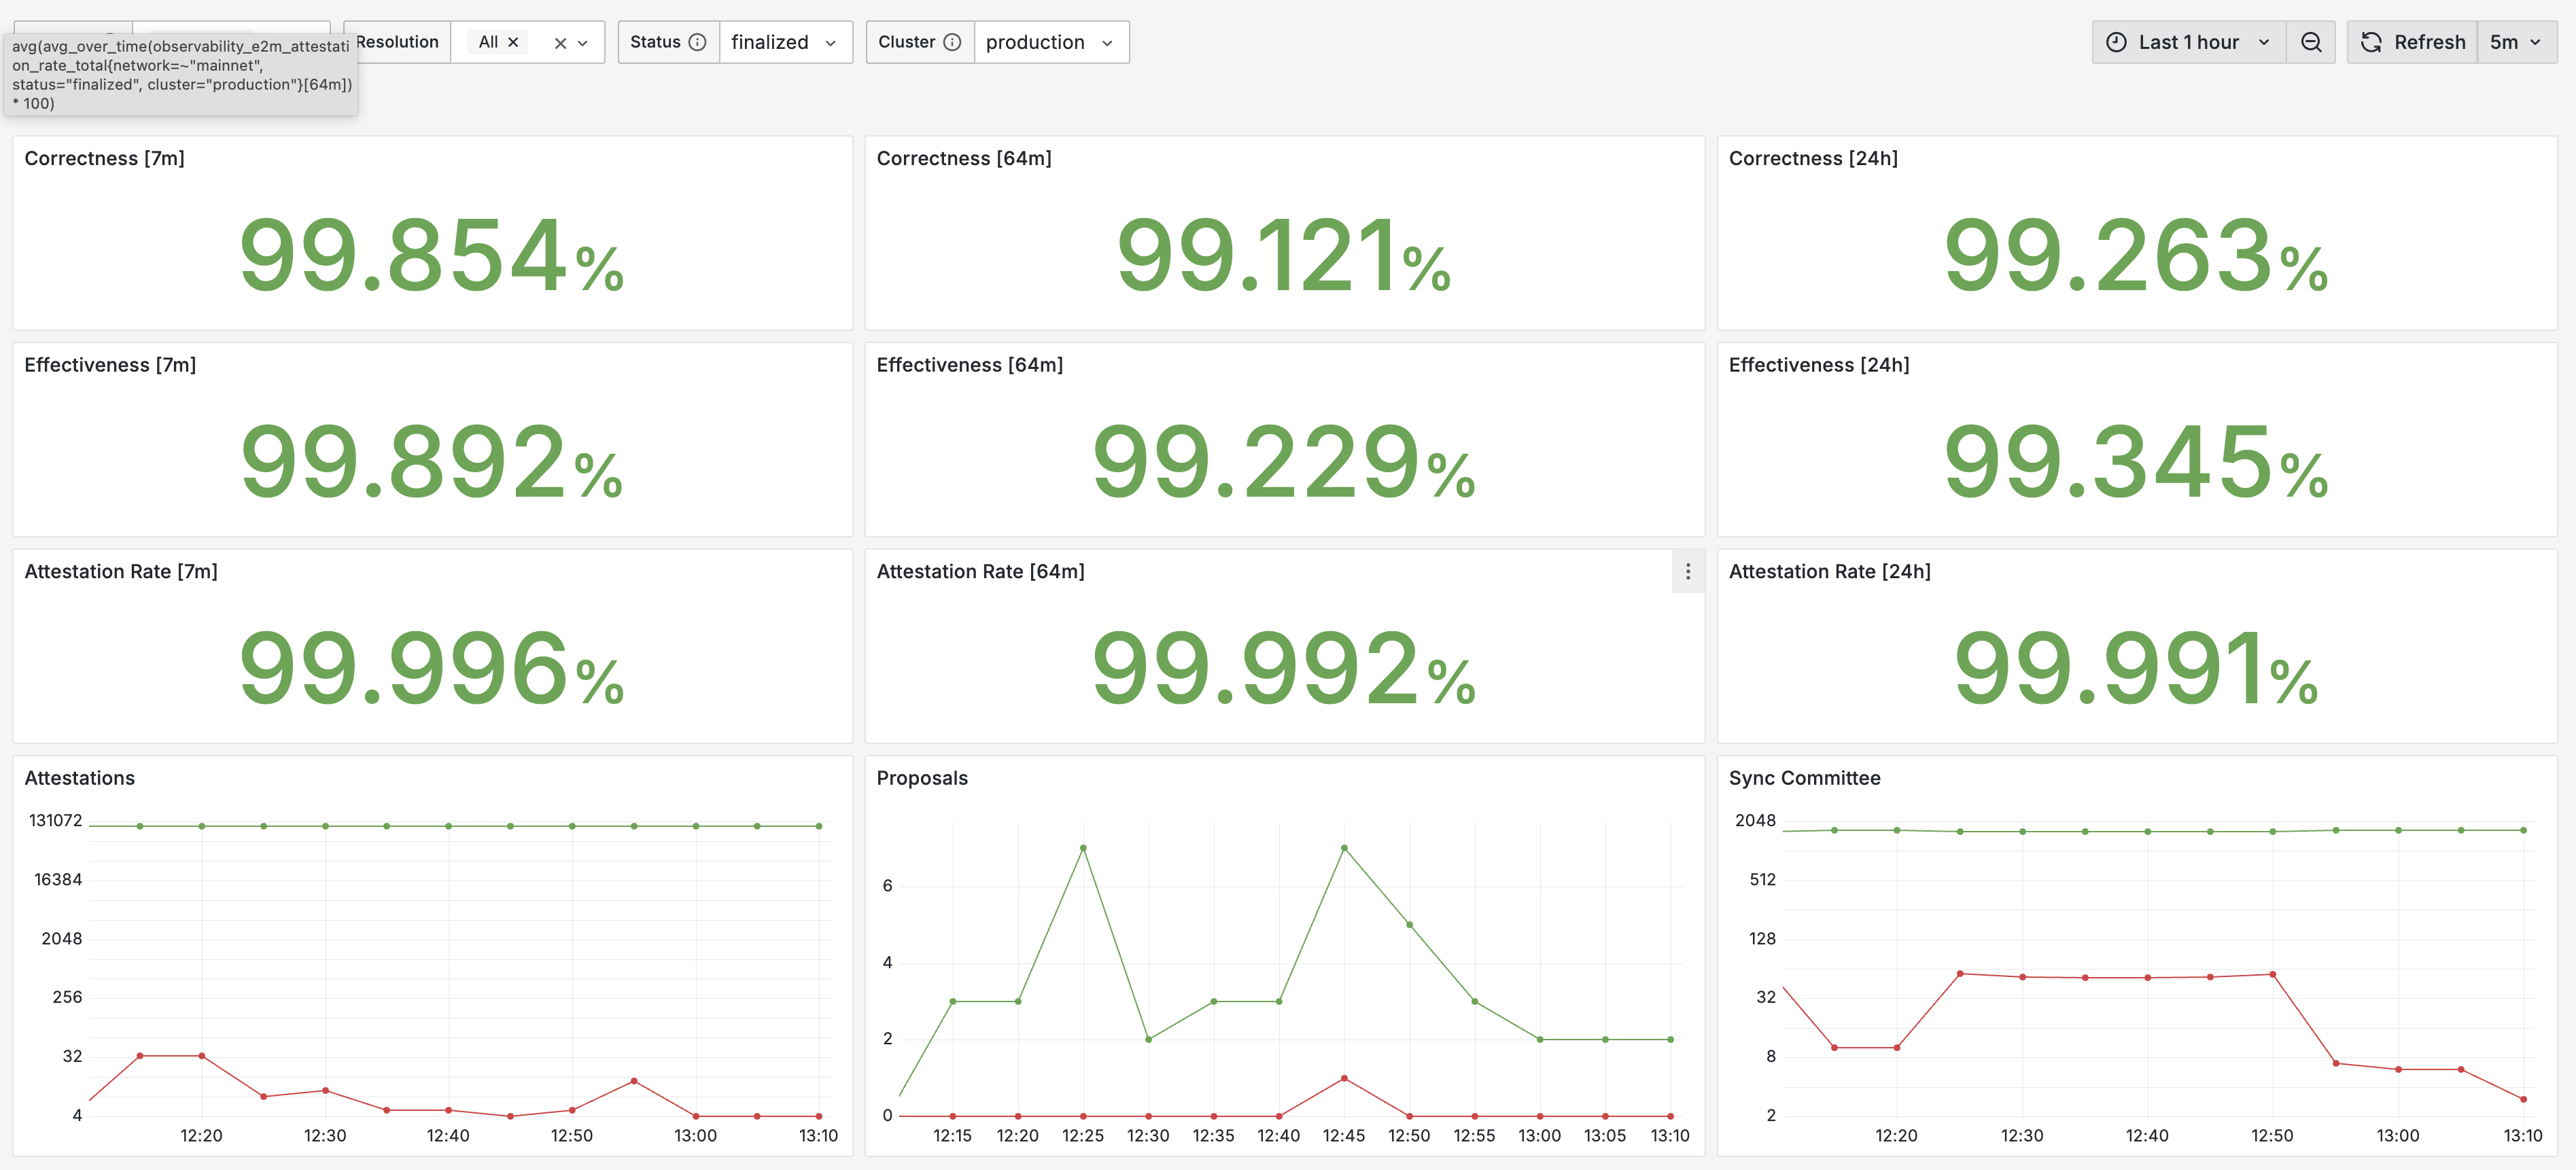 avg(avg_over_time(observability_e2m_attestati
on_rate_total{network=~"mainnet",
status="finalized", cluster="production"}[64m])
* 100)
Resolution All
Status finalized
Cluster production
Last 1 hour
Refresh 5m
Correctness [7m]
99.854%
Correctness [64m]
99.121%
Correctness [24h]
99.263%
Effectiveness [7m]
99.892%
Effectiveness [64m]
99.229%
Effectiveness [24h]
99.345%
Attestation Rate [7m]
99.996%
Attestation Rate [64m]
99.992%
Attestation Rate [24h]
99.991%
Attestations
131072
16384
2048
256
32
4
12:20 12:30 12:40 12:50 13:00 13:10
Proposals
6
4
2
0
12:15 12:20 12:25 12:30 12:35 12:40 12:45 12:50 12:55 13:00 13:05 13:10
Sync Committee
2048
512
128
32
8
2
12:20 12:30 12:40 12:50 13:00 13:10